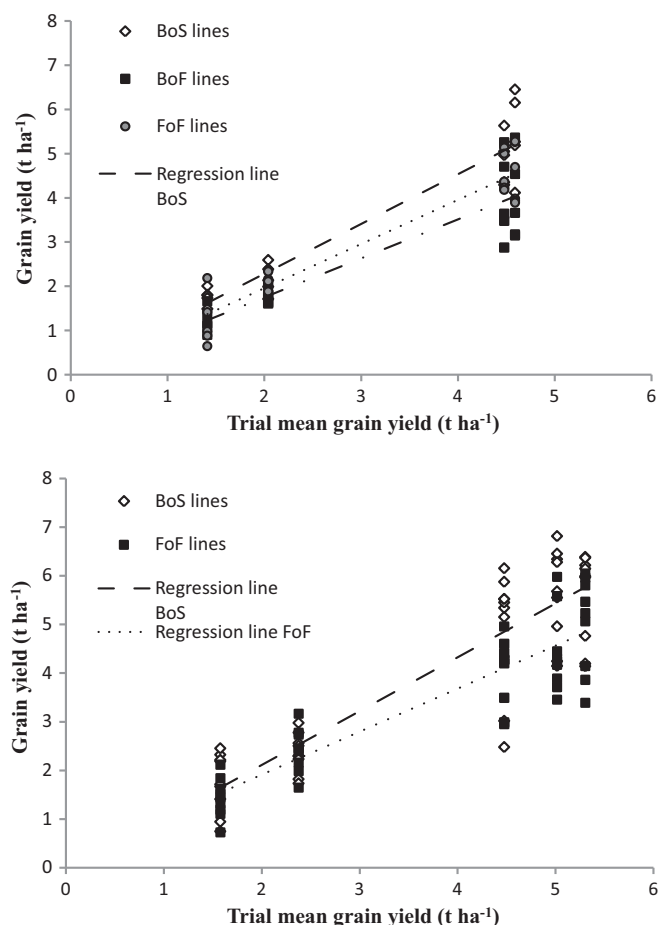 8
7
6
5
4
3
2
1
0
Grain yield (t ha⁻¹)
BoS lines
BoF lines
FoF lines
Regression line
BoS
0 1 2 3 4 5 6
Trial mean grain yield (t ha⁻¹)
8
7
6
5
4
3
2
1
0
Grain yield (t ha⁻¹)
BoS lines
FoF lines
Regression line
BoS
Regression line FoF
0 1 2 3 4 5 6
Trial mean grain yield (t ha⁻¹)